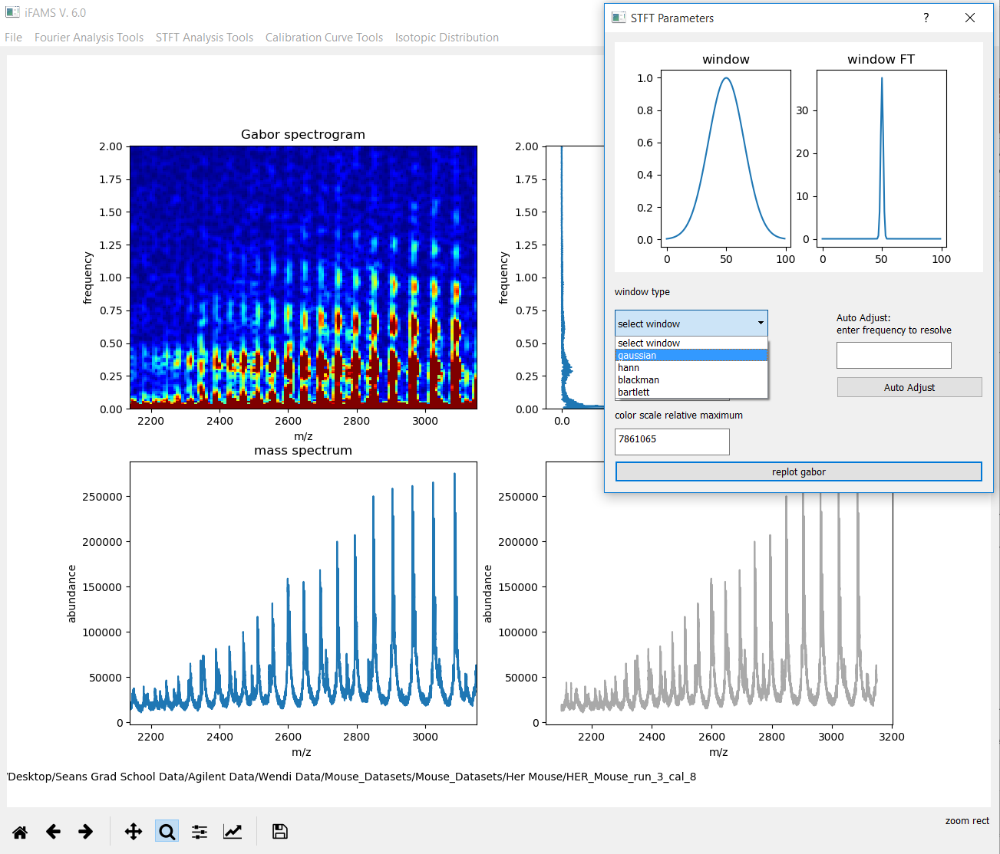 iFAMS V. 6.0
File Fourier Analysis Tools STFT Analysis Tools Calibration Curve Tools Isotopic Distribution
Gabor spectrogram
2.00
1.75
1.50
1.25
1.00
0.75
0.50
0.25
0.00
frequency
2200 2400 2600 2800 3000
m/z
2.00
1.75
1.50
1.25
1.00
0.75
0.50
0.25
0.00
frequency
0.0
mass spectrum
250000
200000
150000
100000
50000
0
abundance
2200 2400 2600 2800 3000
m/z
250000
200000
150000
100000
50000
0
abundance
2200 2400 2600 2800 3000 3200
m/z
/Desktop/Seans Grad School Data/Agilent Data/Wendi Data/Mouse_Datasets/Mouse_Datasets/Her Mouse/HER_Mouse_run_3_cal_8
zoom rect
STFT Parameters ?
window
1.0
0.8
0.6
0.4
0.2
0.0
0 50 100
window FT
30
20
10
0
0 50 100
window type
select window
select window
gaussian
hann
blackman
bartlett
Auto Adjust:
enter frequency to resolve
Auto Adjust
color scale relative maximum
7861065
replot gabor